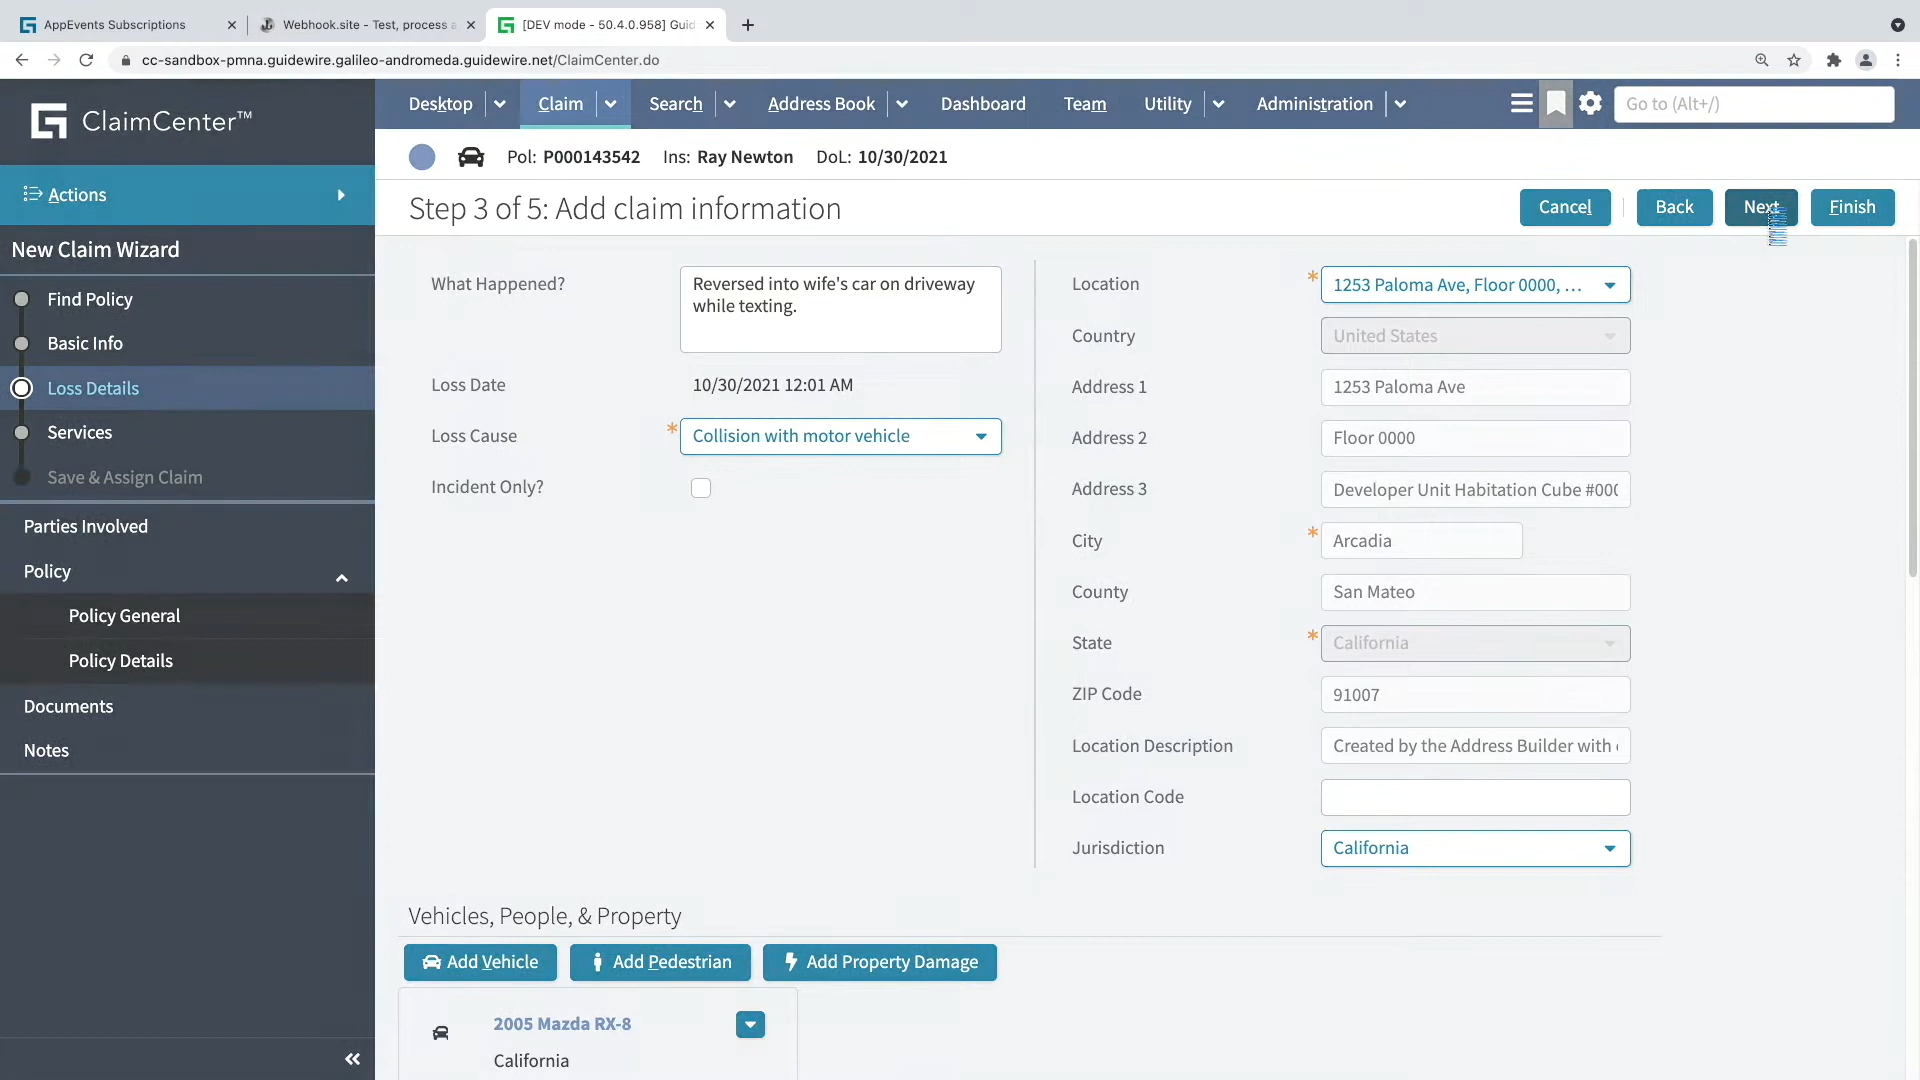 AppEvents Subscriptions
Webhook.site - Test, process a
[DEV mode - 50.4.0.958] Guid
cc-sandbox-pmna.guidewire.galileo-andromeda.guidewire.net/ClaimCenter.do
ClaimCenter™
Desktop
Claim
Search
Address Book
Dashboard
Team
Utility
Administration
Go to (Alt+/)
Pol: P000143542 Ins: Ray Newton DoL: 10/30/2021
Actions
New Claim Wizard
Find Policy
Basic Info
Loss Details
Services
Save & Assign Claim
Parties Involved
Policy
Policy General
Policy Details
Documents
Notes
Step 3 of 5: Add claim information
Cancel
Back
Next
Finish
What Happened?
Reversed into wife's car on driveway
while texting.
Loss Date
10/30/2021 12:01 AM
Loss Cause
* Collision with motor vehicle
Incident Only?
Location
* 1253 Paloma Ave, Floor 0000, ...
Country
United States
Address 1
1253 Paloma Ave
Address 2
Floor 0000
Address 3
Developer Unit Habitation Cube #000
City
* Arcadia
County
San Mateo
State
* California
ZIP Code
91007
Location Description
Created by the Address Builder with
Location Code
Jurisdiction
California
Vehicles, People, & Property
Add Vehicle
Add Pedestrian
Add Property Damage
2005 Mazda RX-8
California